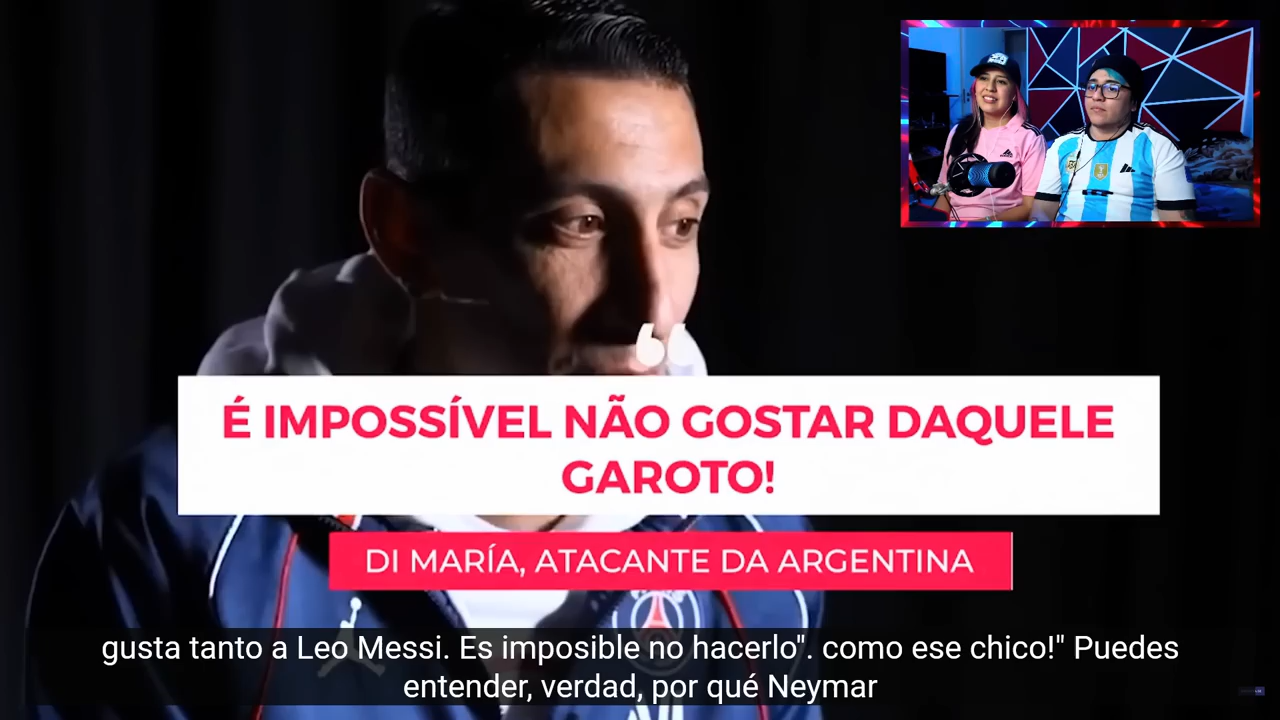 É IMPOSSÍVEL NÃO GOSTAR DAQUELE
GAROTO!
DI MARÍA, ATACANTE DA ARGENTINA
gusta tanto a Leo Messi. Es imposible no hacerlo". como ese chico!" Puedes
entender, verdad, por qué Neymar